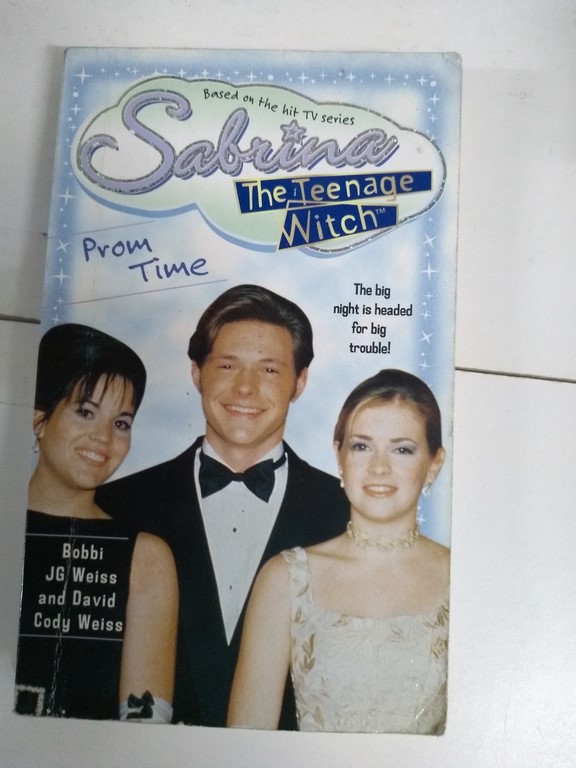 Based on the hit TV series
Sabrina
The Teenage
Witch™
Prom
Time
The big
night is headed
for big
trouble!
Bobbi
JG Weiss
and David
Cody Weiss